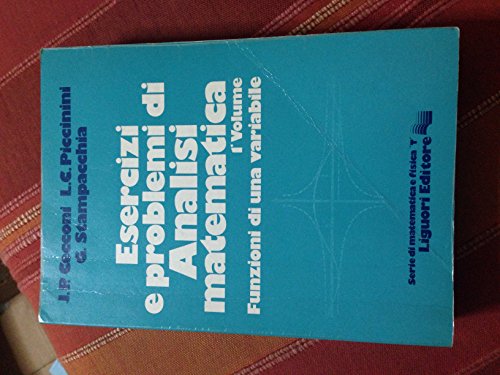 J.P. Cecconi L.C. Piccinini
G. Stampacchia
Esercizi
e problemi di
Analisi
matematica
1° Volume
Funzioni di una variabile
Serie di matematica e fisica
Liguori Editore